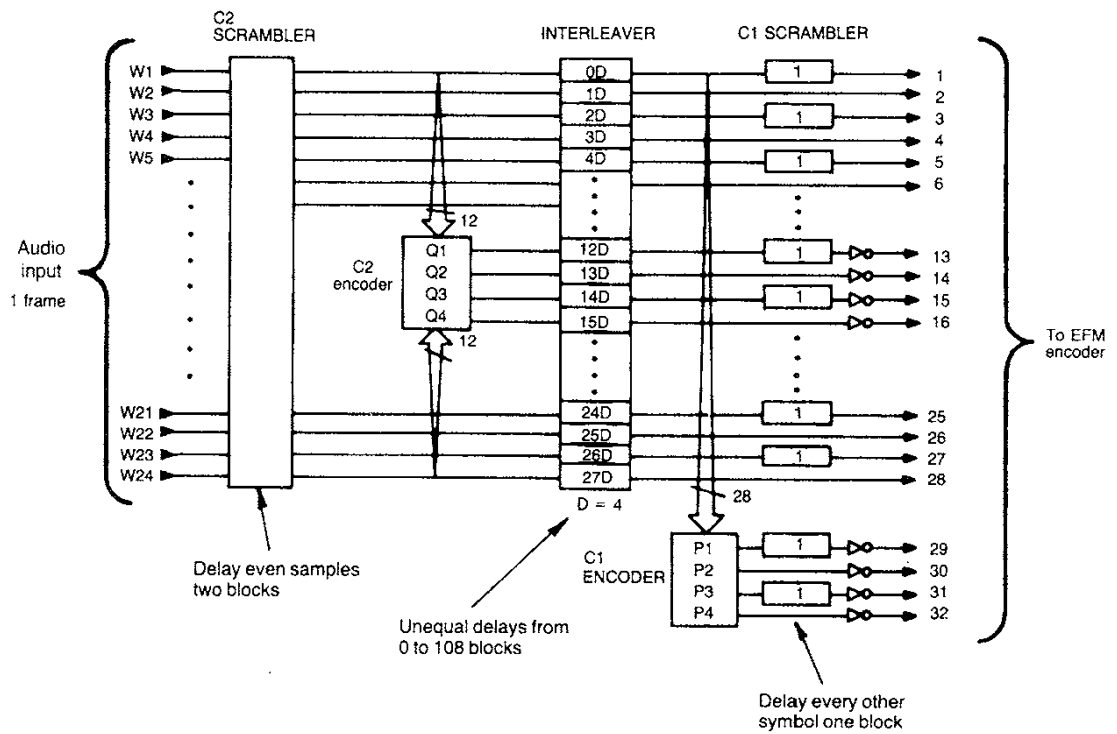 C2
SCRAMBLER
INTERLEAVER
C1 SCRAMBLER
W1
W2
W3
W4
W5
W21
W22
W23
W24
Audio
input
1 frame
C2
encoder
12
Q1
Q2
Q3
Q4
12
0D
1D
2D
3D
4D
12D
13D
14D
15D
24D
25D
26D
27D
D = 4
28
1
1
1
1
1
1
1
1
2
3
4
5
6
13
14
15
16
25
26
27
28
To EFM
encoder
C1
ENCODER
P1
P2
P3
P4
1
1
29
30
31
32
Delay even samples
two blocks
Unequal delays from
0 to 108 blocks
Delay every other
symbol one block